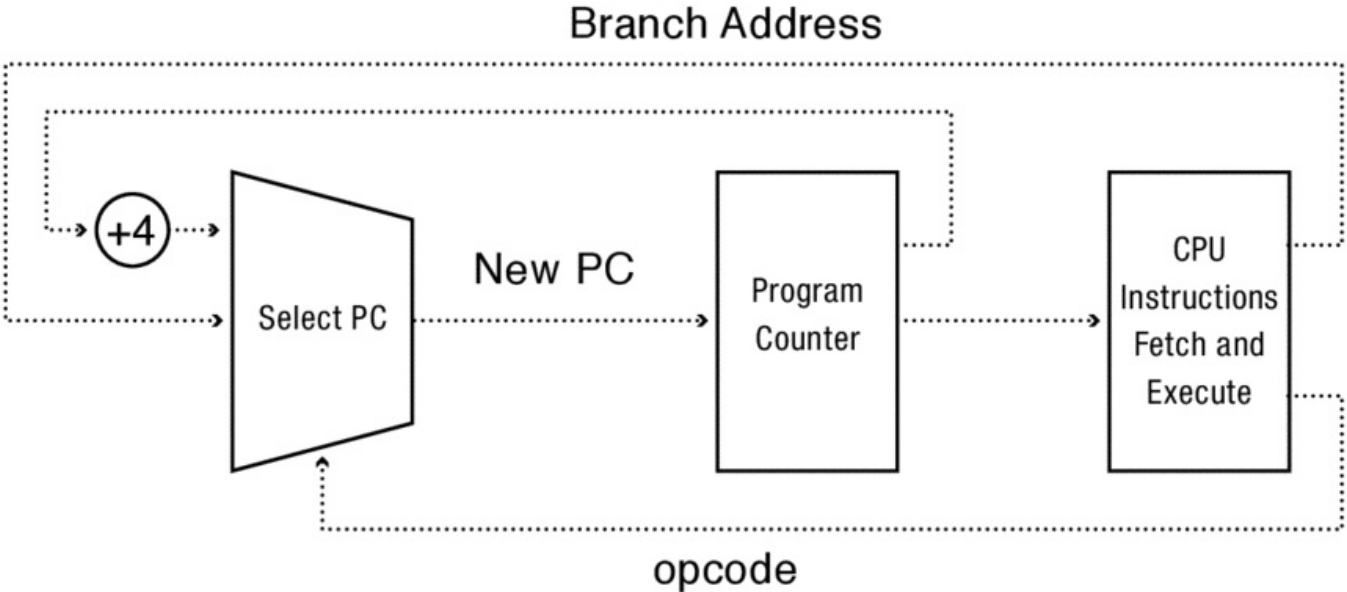 Branch Address
+4
Select PC
New PC
Program
Counter
CPU
Instructions
Fetch and
Execute
opcode